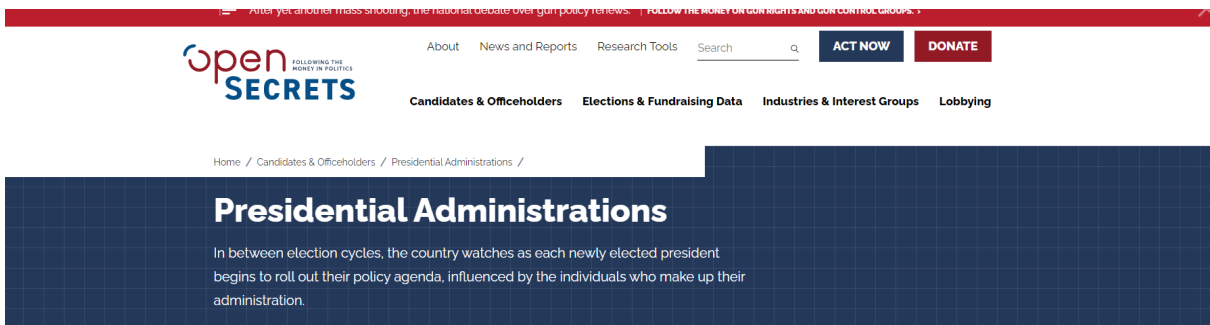 After yet another mass shooting, the national debate over gun policy renews. | FOLLOW THE MONEY ON GUN RIGHTS AND GUN CONTROL GROUPS. >
About News and Reports Research Tools Search ACT NOW DONATE
open FOLLOWING THE
MONEY IN POLITICS
SECRETS
Candidates & Officeholders Elections & Fundraising Data Industries & Interest Groups Lobbying
Home / Candidates & Officeholders / Presidential Administrations /
Presidential Administrations
In between election cycles, the country watches as each newly elected president
begins to roll out their policy agenda, influenced by the individuals who make up their
administration.